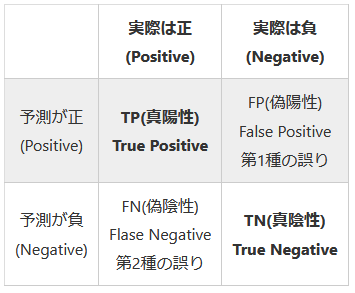 実際は正
(Positive)
実際は負
(Negative)
予測が正
(Positive)
TP(真陽性)
True Positive
FP(偽陽性)
False Positive
第1種の誤り
予測が負
(Negative)
FN(偽陰性)
Flase Negative
第2種の誤り
TN(真陰性)
True Negative